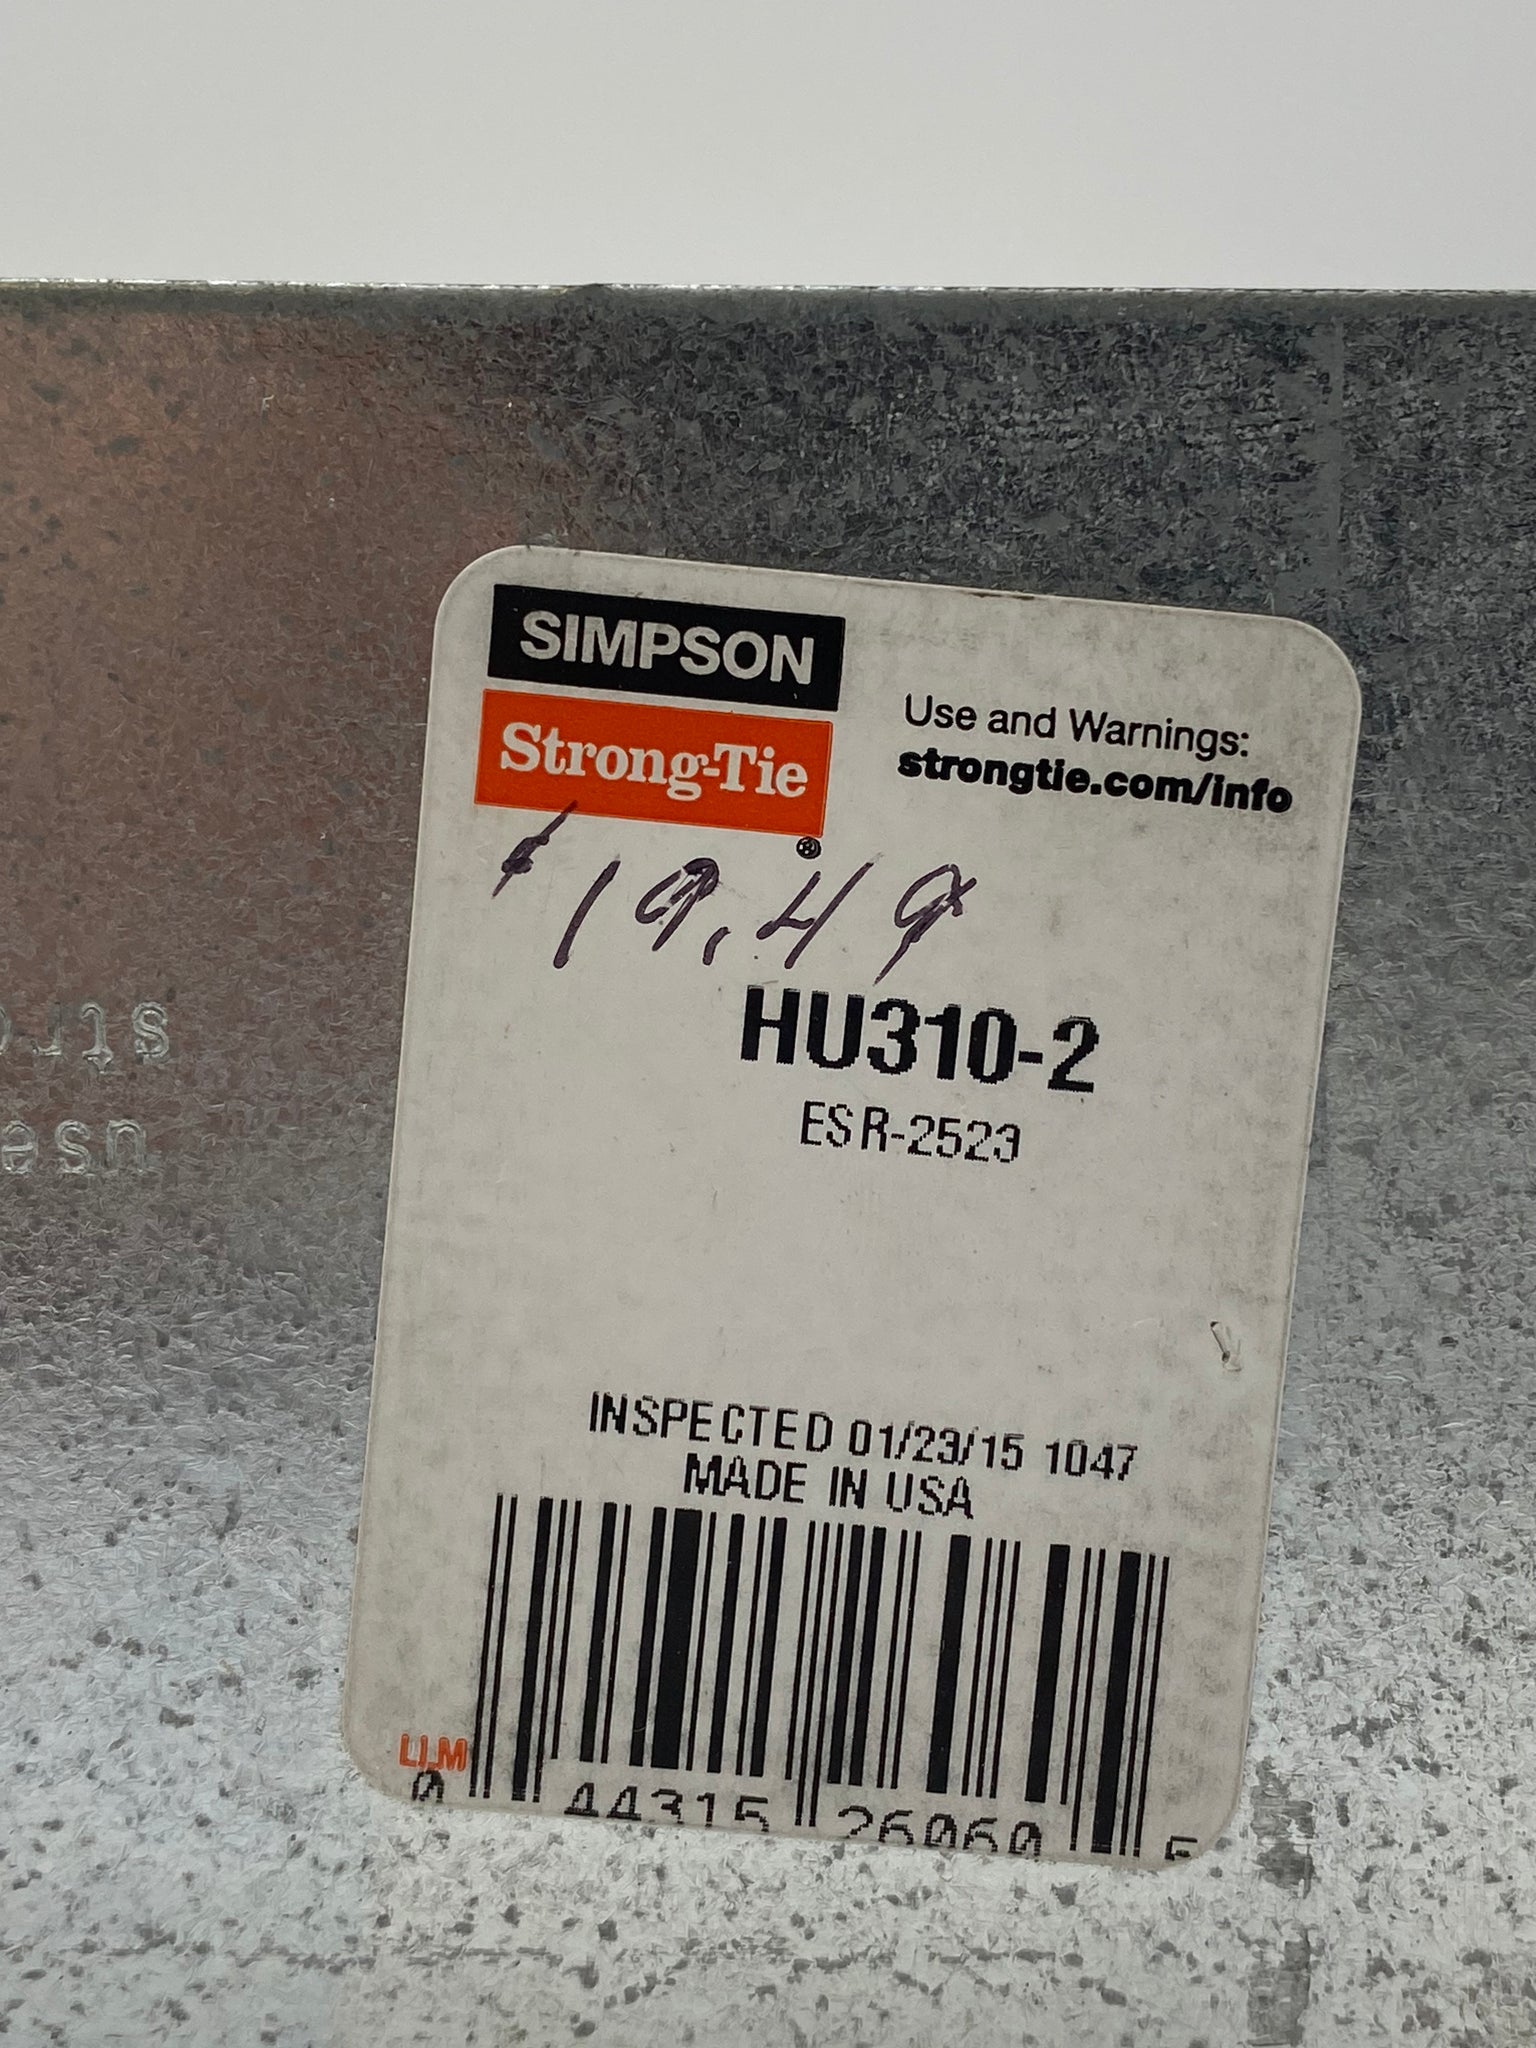 SIMPSON
Strong-Tie
®
Use and Warnings:
strongtie.com/info
$19.49
HU310-2
ESR-2523
INSPECTED 01/23/15 1047
MADE IN USA
LLM
0 44315 26060 5